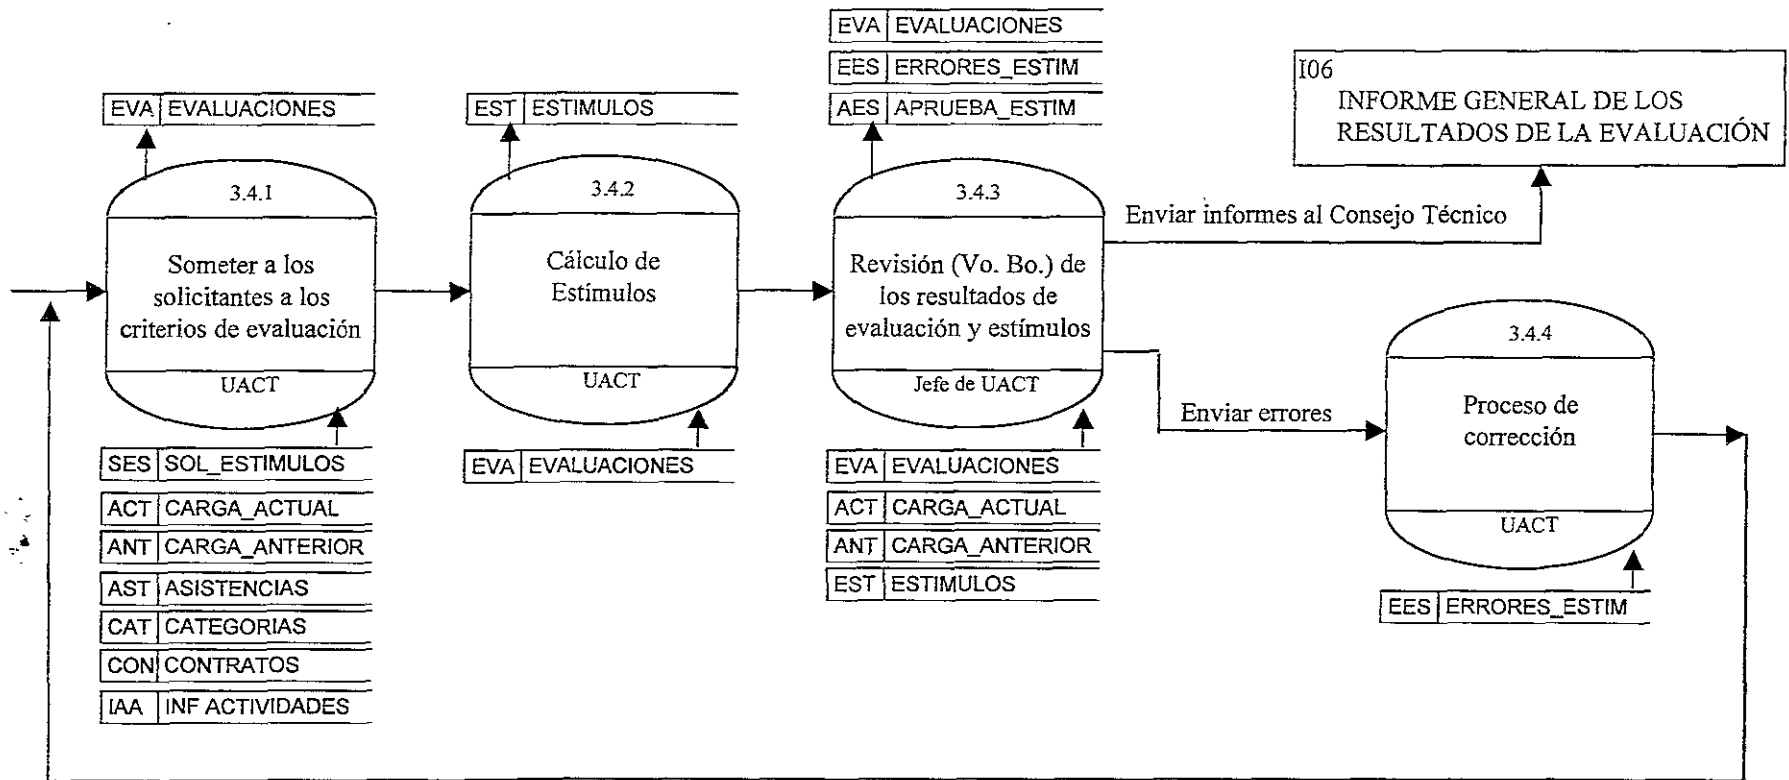 EVA EVALUACIONES
EES ERRORES_ESTIM
AES APRUEBA_ESTIM
I06
INFORME GENERAL DE LOS
RESULTADOS DE LA EVALUACIÓN
EVA EVALUACIONES
EST ESTIMULOS
3.4.1
Someter a los
solicitantes a los
criterios de evaluación
UACT
3.4.2
Cálculo de
Estímulos
UACT
3.4.3
Revisión (Vo. Bo.) de
los resultados de
evaluación y estímulos
Jefe de UACT
Enviar informes al Consejo Técnico
Enviar errores
3.4.4
Proceso de
corrección
UACT
SES SOL_ESTIMULOS
ACT CARGA_ACTUAL
ANT CARGA_ANTERIOR
AST ASISTENCIAS
CAT CATEGORIAS
CON CONTRATOS
IAA INF ACTIVIDADES
EVA EVALUACIONES
EVA EVALUACIONES
ACT CARGA_ACTUAL
ANT CARGA_ANTERIOR
EST ESTIMULOS
EES ERRORES_ESTIM